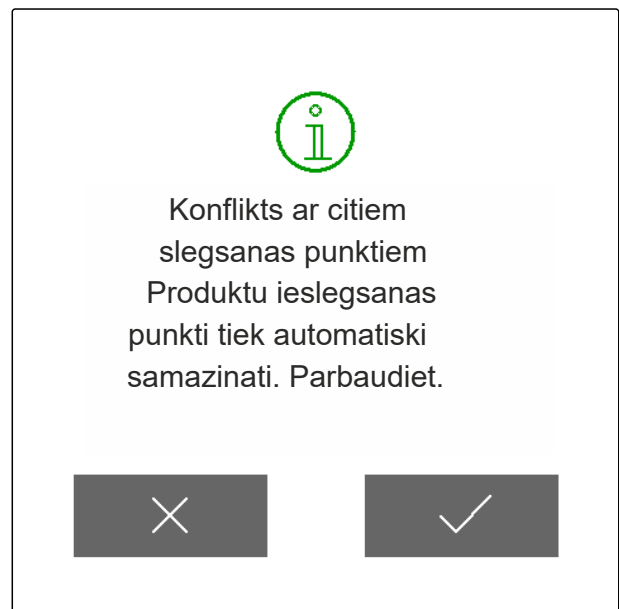 Konflikts ar citiem
slegsanas punktiem
Produktu ieslegsanas
punkti tiek automatiski
samazinati. Parbaudiet.